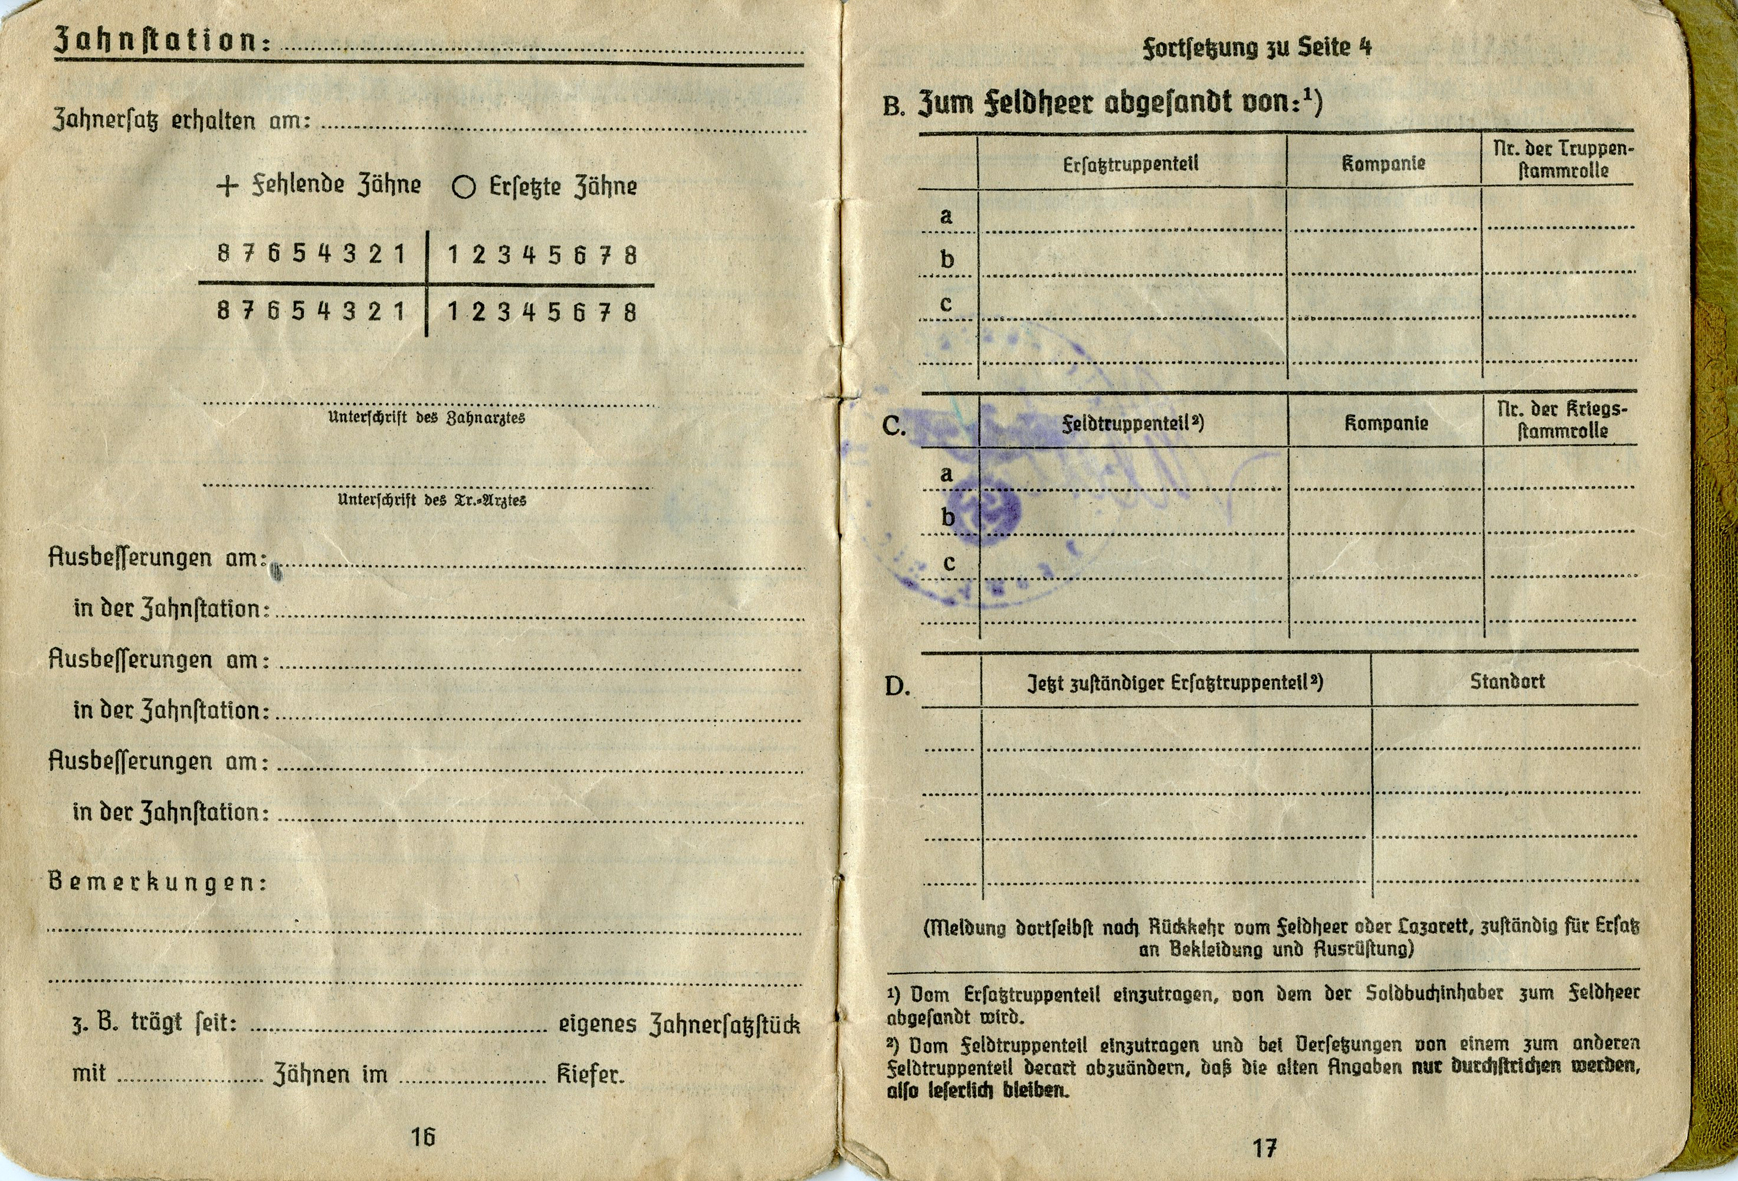 Zahnſtation:
Zahnerſatz erhalten am:
+ Fehlende Zähne ○ Erſetzte Zähne
8 7 6 5 4 3 2 1 | 1 2 3 4 5 6 7 8
8 7 6 5 4 3 2 1 | 1 2 3 4 5 6 7 8
Unterſchrift des Zahnarztes
Unterſchrift des Tr.-Arztes
Ausbeſſerungen am:
in der Zahnſtation:
Ausbeſſerungen am:
in der Zahnſtation:
Ausbeſſerungen am:
in der Zahnſtation:
Bemerkungen:
z. B. trägt ſeit: eigenes Zahnerſatzſtück
mit Zähnen im Kiefer.
16
Fortſetzung zu Seite 4
B. Zum Feldheer abgeſandt von:¹)
Erſatztruppenteil Kompanie Nr. der Truppen-
ſtammrolle
a
b
c
C. Feldtruppenteil²) Kompanie Nr. der Kriegs-
ſtammrolle
a
b
c
D. Jetzt zuſtändiger Erſatztruppenteil²) Standort
(Meldung dortſelbſt nach Rückkehr vom Feldheer oder Lazarett, zuſtändig für Erſatz
an Bekleidung und Ausrüſtung)
¹) Vom Erſatztruppenteil einzutragen, von dem der Soldbuchinhaber zum Feldheer
abgeſandt wird.
²) Vom Feldtruppenteil einzutragen und bei Verſetzungen von einem zum anderen
Feldtruppenteil derart abzuändern, daß die alten Angaben nur durchſtrichen werden,
alſo leſerlich bleiben.
17